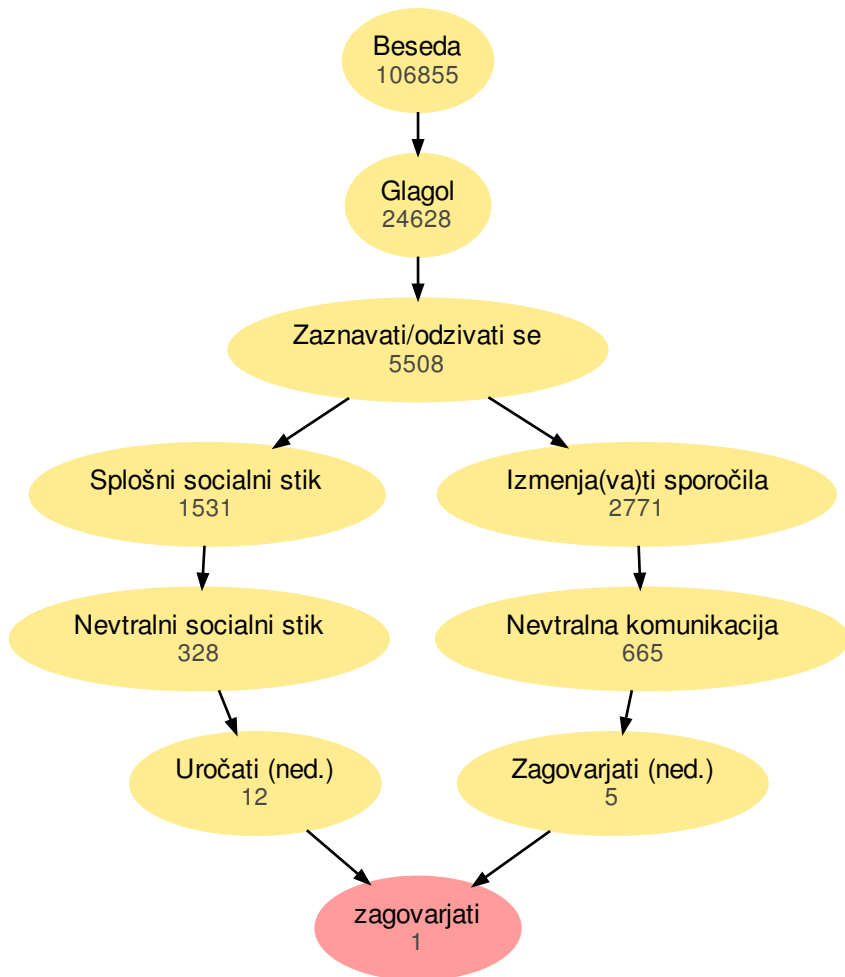 Beseda
106855
Glagol
24628
Zaznavati/odzivati se
5508
Splošni socialni stik
1531
Izmenja(va)ti sporočila
2771
Nevtralni socialni stik
328
Nevtralna komunikacija
665
Uročati (ned.)
12
Zagovarjati (ned.)
5
zagovarjati
1